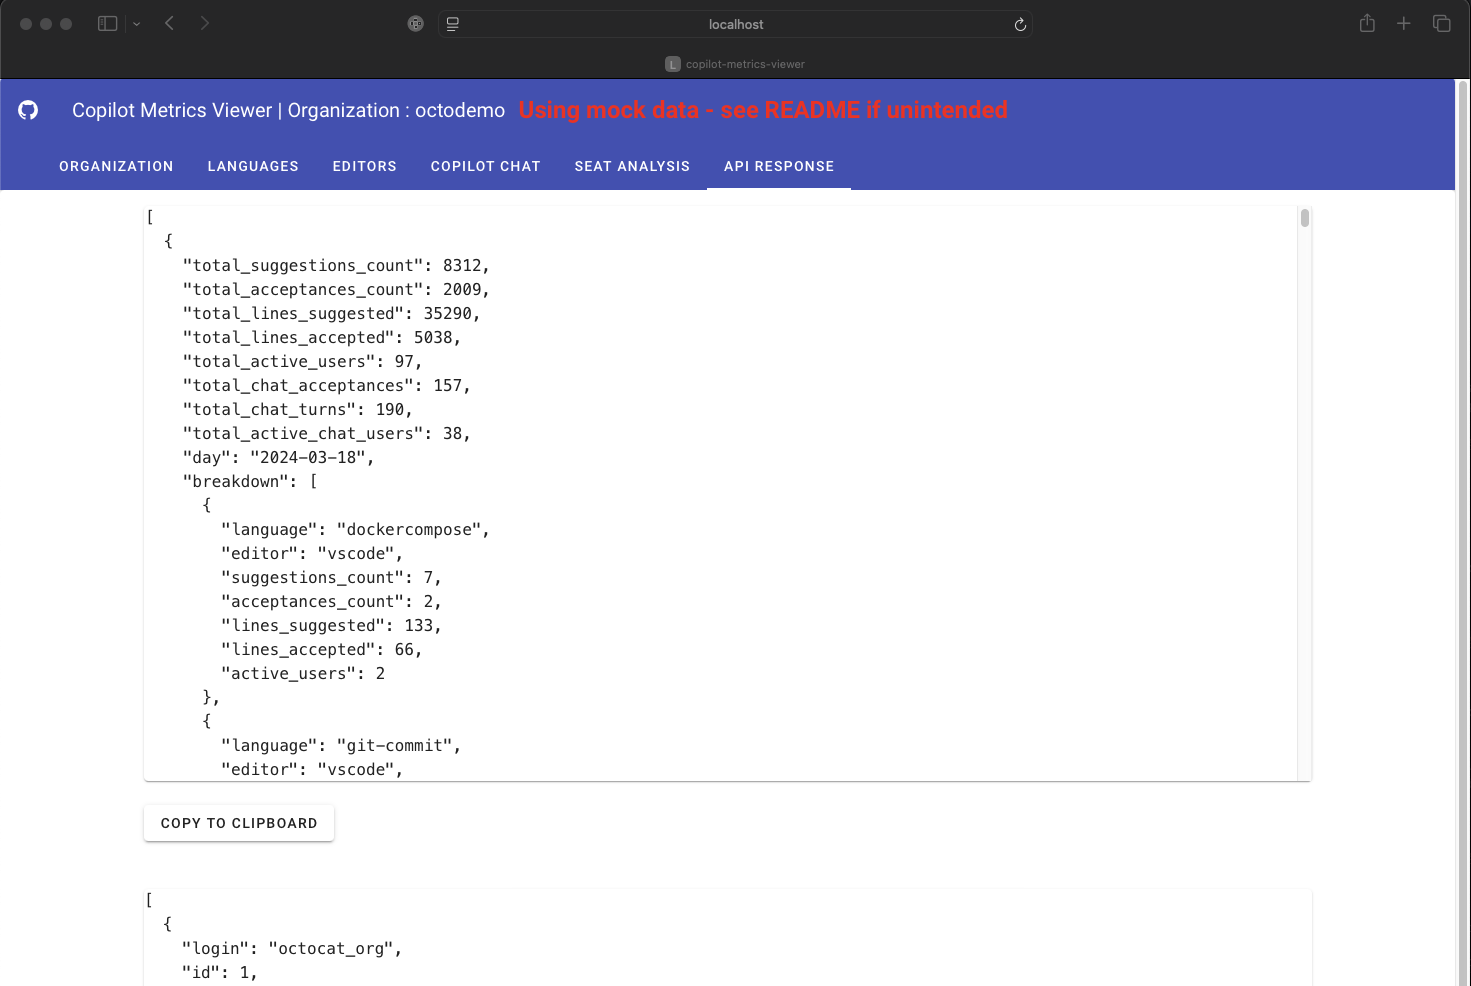 localhost
L copilot-metrics-viewer
Copilot Metrics Viewer | Organization : octodemo Using mock data - see README if unintended
ORGANIZATION LANGUAGES EDITORS COPILOT CHAT SEAT ANALYSIS API RESPONSE
[
{
"total_suggestions_count": 8312,
"total_acceptances_count": 2009,
"total_lines_suggested": 35290,
"total_lines_accepted": 5038,
"total_active_users": 97,
"total_chat_acceptances": 157,
"total_chat_turns": 190,
"total_active_chat_users": 38,
"day": "2024-03-18",
"breakdown": [
{
"language": "dockercompose",
"editor": "vscode",
"suggestions_count": 7,
"acceptances_count": 2,
"lines_suggested": 133,
"lines_accepted": 66,
"active_users": 2
},
{
"language": "git-commit",
"editor": "vscode",
COPY TO CLIPBOARD
[
{
"login": "octocat_org",
"id": 1,